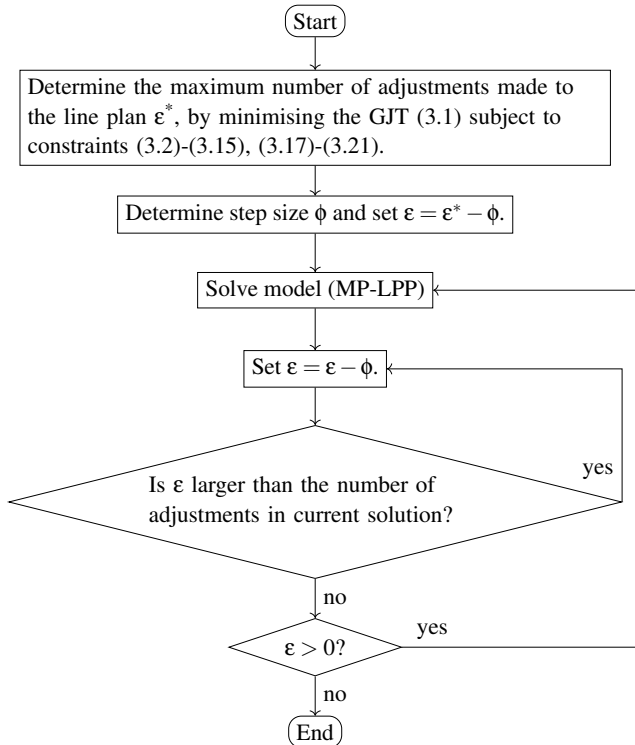 Start
Determine the maximum number of adjustments made to
the line plan ε*, by minimising the GJT (3.1) subject to
constraints (3.2)-(3.15), (3.17)-(3.21).
Determine step size ϕ and set ε = ε* − ϕ.
Solve model (MP-LPP)
Set ε = ε − ϕ.
yes
Is ε larger than the number of
adjustments in current solution?
no
yes
ε > 0?
no
End